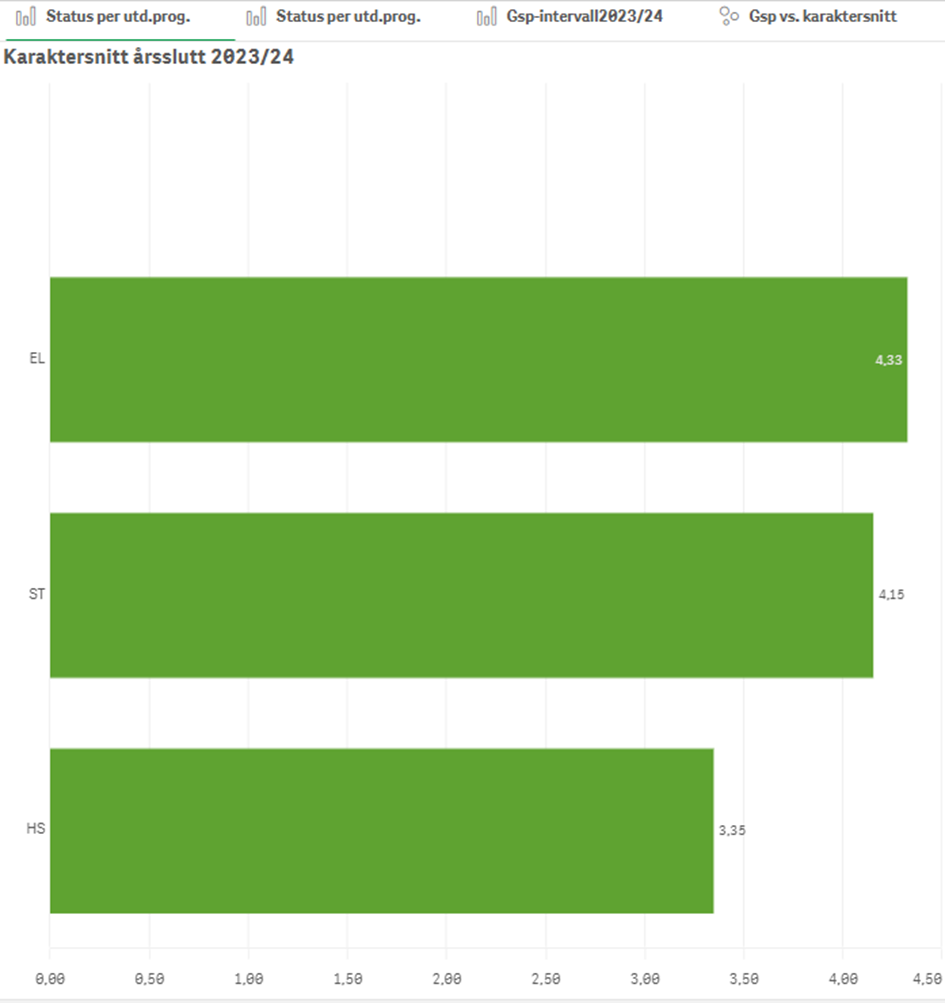 Status per utd.prog. Status per utd.prog. Gsp-intervall2023/24 Gsp vs. karaktersnitt
Karaktersnitt årsslutt 2023/24
EL 4,33
ST 4,15
HS 3,35
0,00 0,50 1,00 1,50 2,00 2,50 3,00 3,50 4,00 4,50